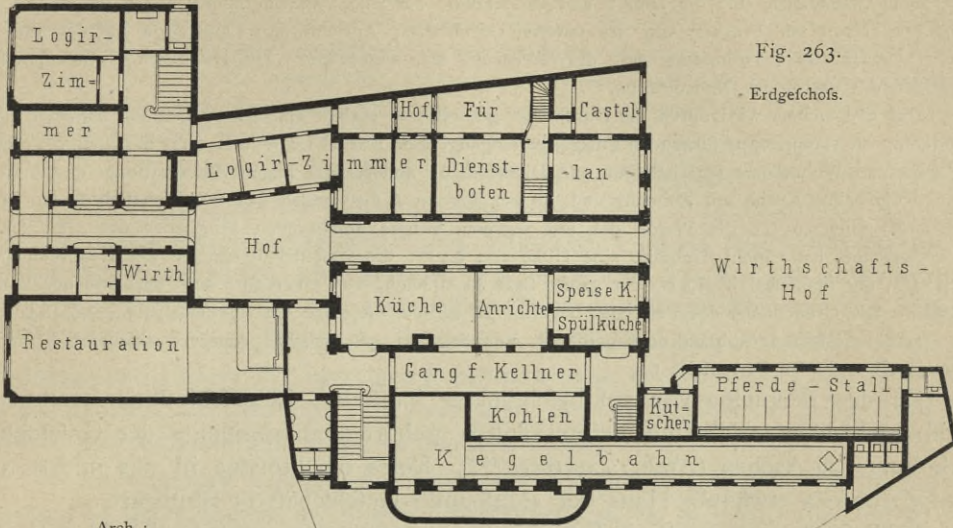 Fig. 263.
Erdgeſchoſs.
Logir-
Zim=
mer
Hof
Für
Castel-
Logir-Zimmer
Dienst-
boten
-lan
Hof
Wirth
Wirthschafts-
Hof
Küche
Anrichte
Speise K.
Spülküche
Restauration
Gang f. Kellner
Pferde-Stall
Kut=
scher
Kohlen
Kegelbahn
Arch.: